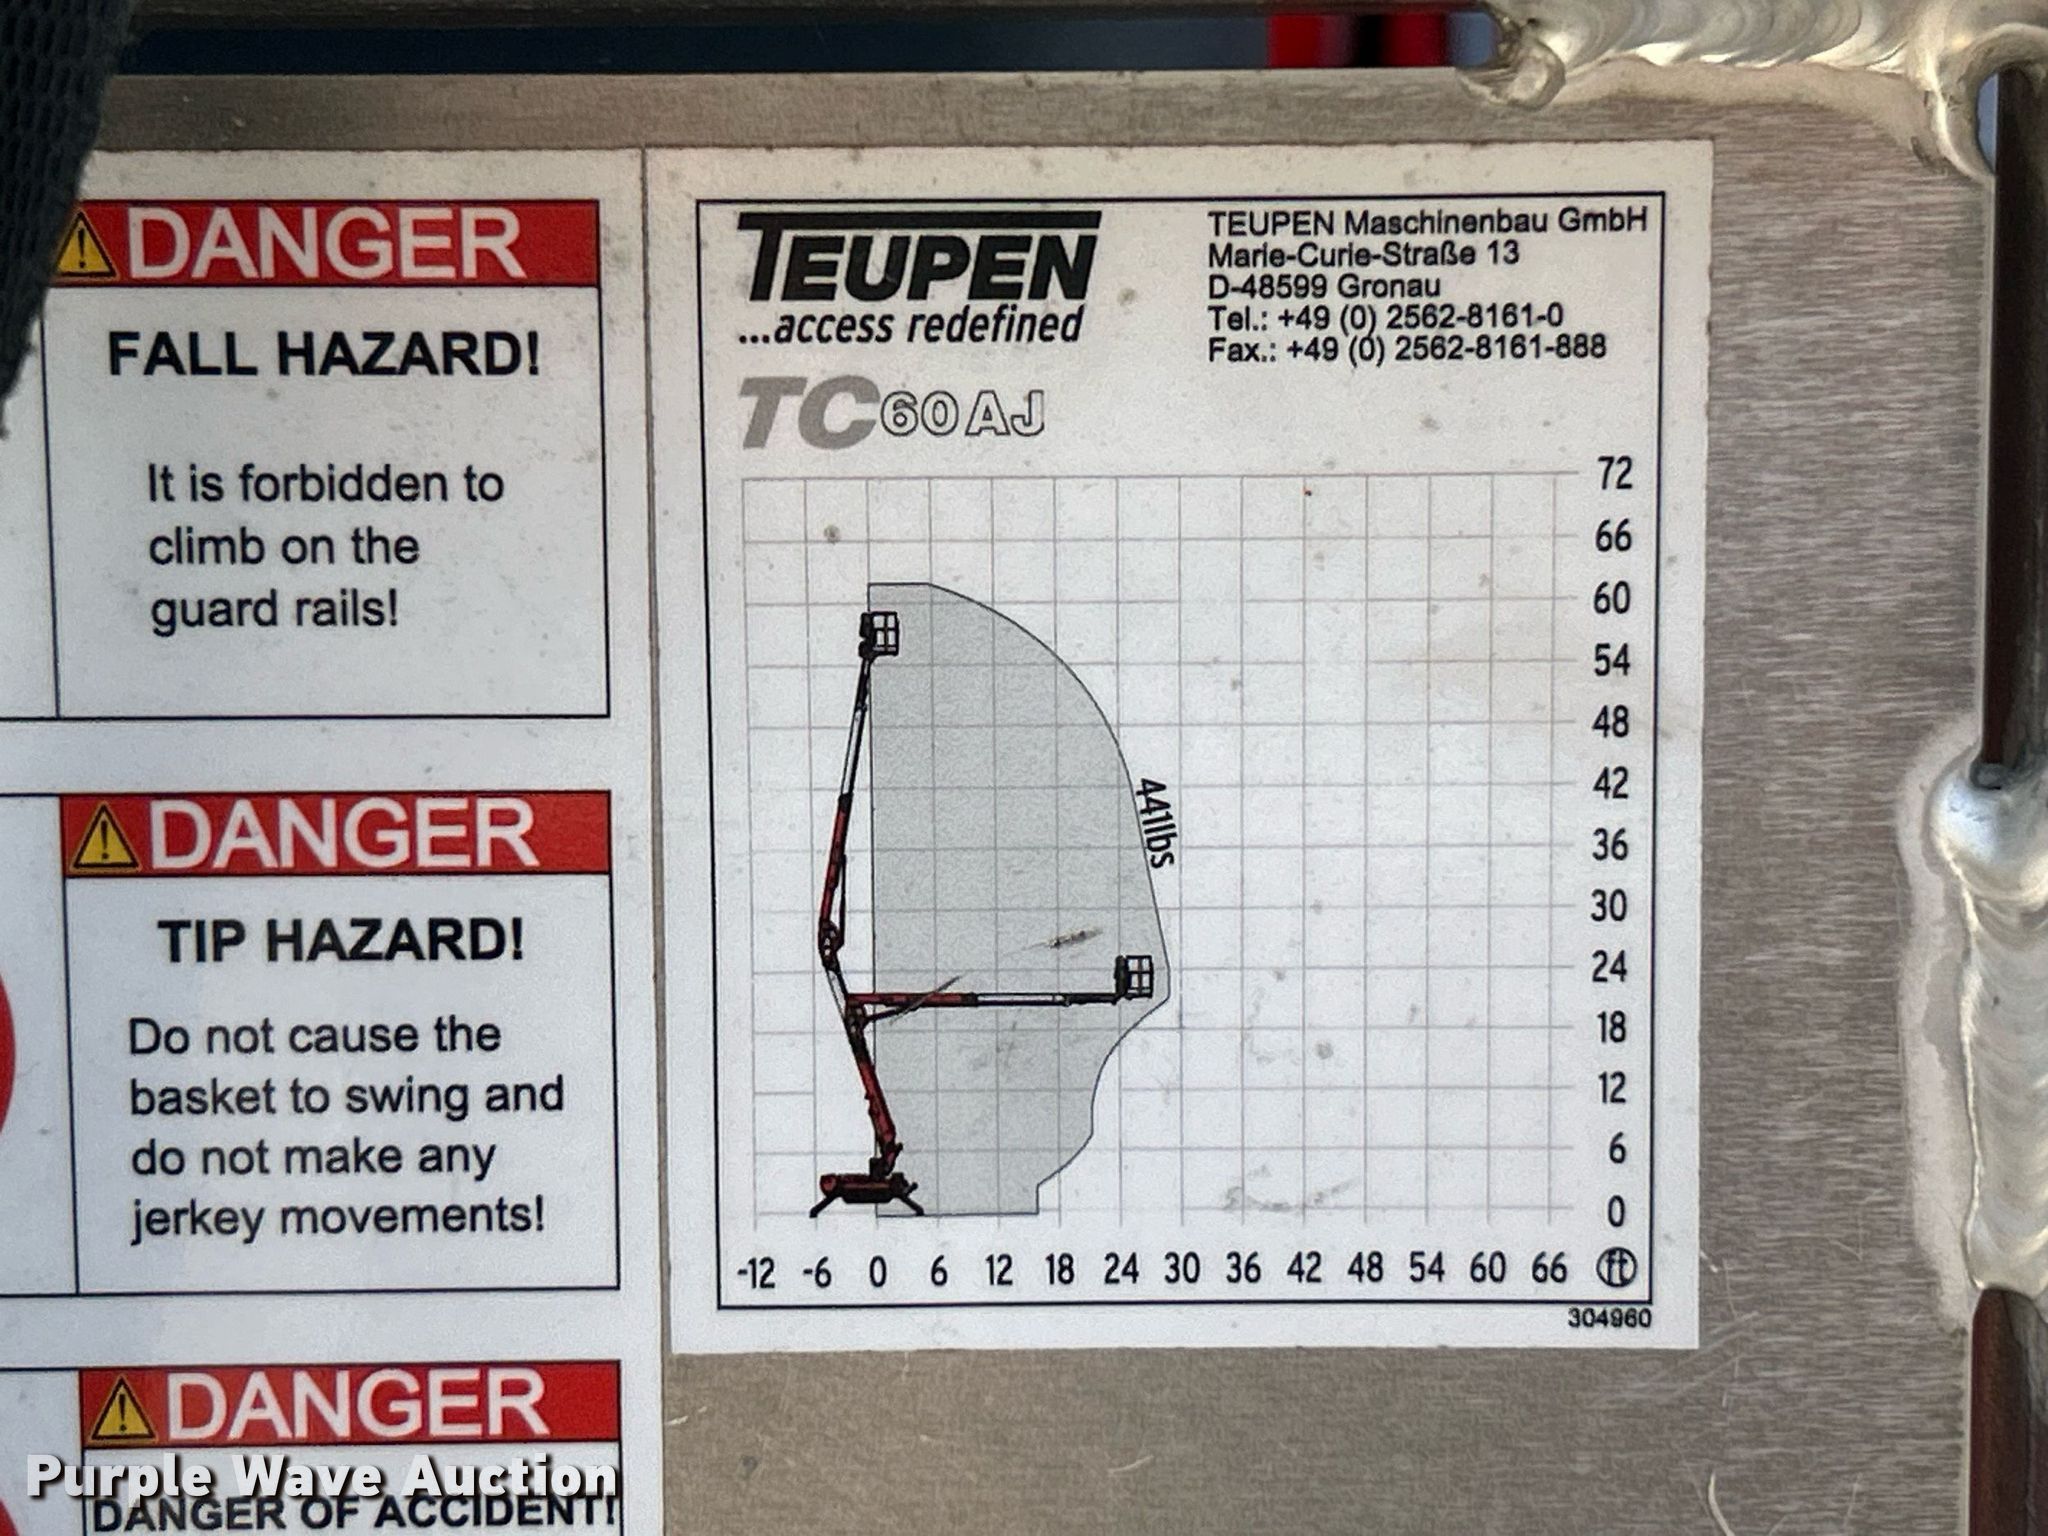 DANGER
FALL HAZARD!
It is forbidden to
climb on the
guard rails!
DANGER
TIP HAZARD!
Do not cause the
basket to swing and
do not make any
jerkey movements!
DANGER
DANGER OF ACCIDENT!
TEUPEN
...access redefined
TEUPEN Maschinenbau GmbH
Marie-Curie-Straße 13
D-48599 Gronau
Tel.: +49 (0) 2562-8161-0
Fax.: +49 (0) 2562-8161-888
TC60AJ
72
66
60
54
48
42
36
30
24
18
12
6
0
441lbs
-12 -6 0 6 12 18 24 30 36 42 48 54 60 66 ft
304960
Purple Wave Auction